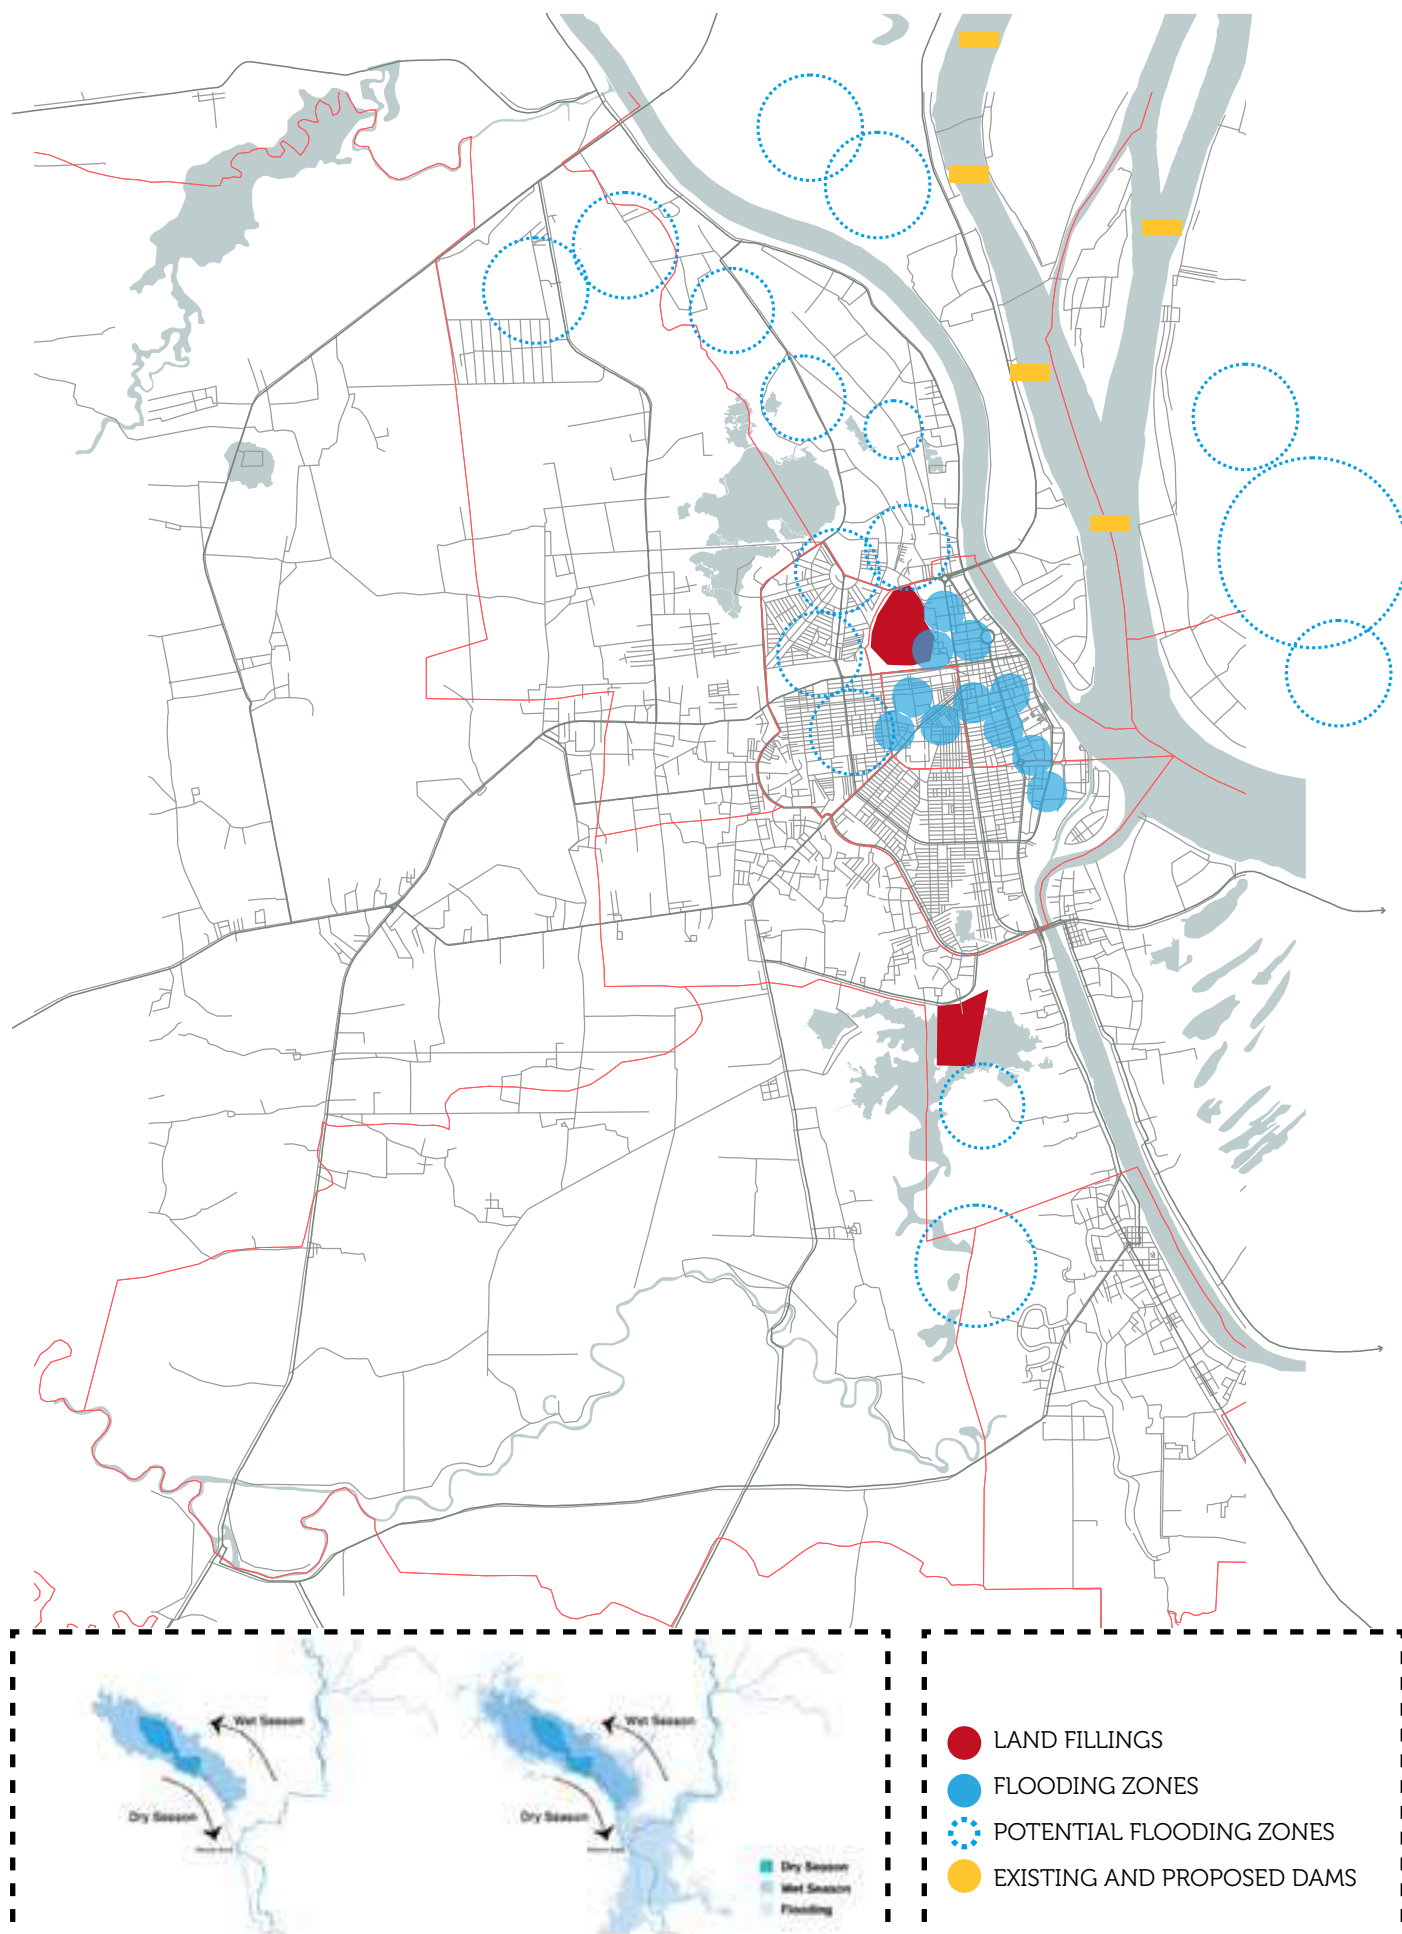 Wet Season
Dry Season
Wet Season
Dry Season
Dry Season
Wet Season
Flooding
LAND FILLINGS
FLOODING ZONES
POTENTIAL FLOODING ZONES
EXISTING AND PROPOSED DAMS